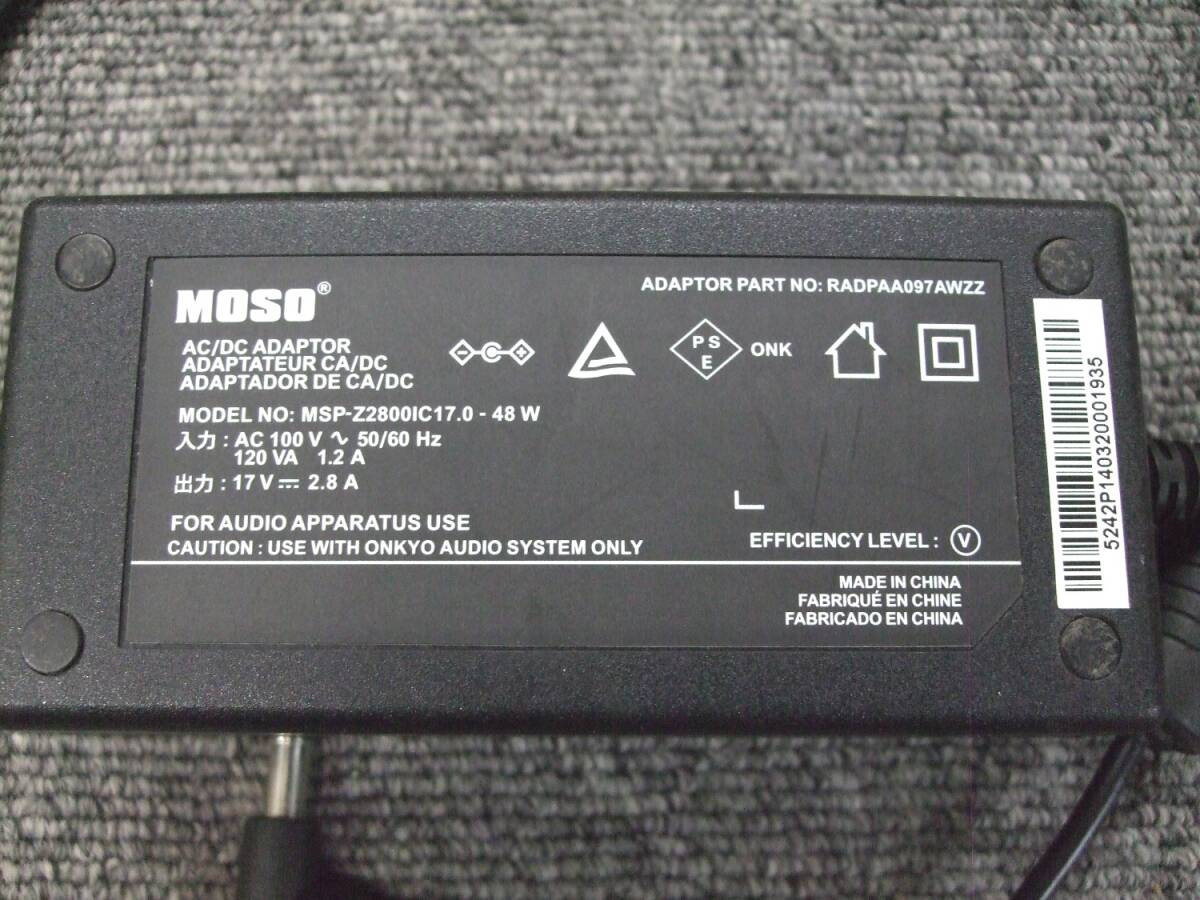 MOSO®
ADAPTOR PART NO: RADPAA097AWZZ
AC/DC ADAPTOR
ADAPTATEUR CA/DC
ADAPTADOR DE CA/DC
P S E
ONK
MODEL NO: MSP-Z2800IC17.0 - 48 W
入力 : AC 100 V ∿ 50/60 Hz
120 VA 1.2 A
出力 : 17 V ⎓ 2.8 A
FOR AUDIO APPARATUS USE
CAUTION : USE WITH ONKYO AUDIO SYSTEM ONLY
EFFICIENCY LEVEL : V
MADE IN CHINA
FABRIQUÉ EN CHINE
FABRICADO EN CHINA
5242P140320001935